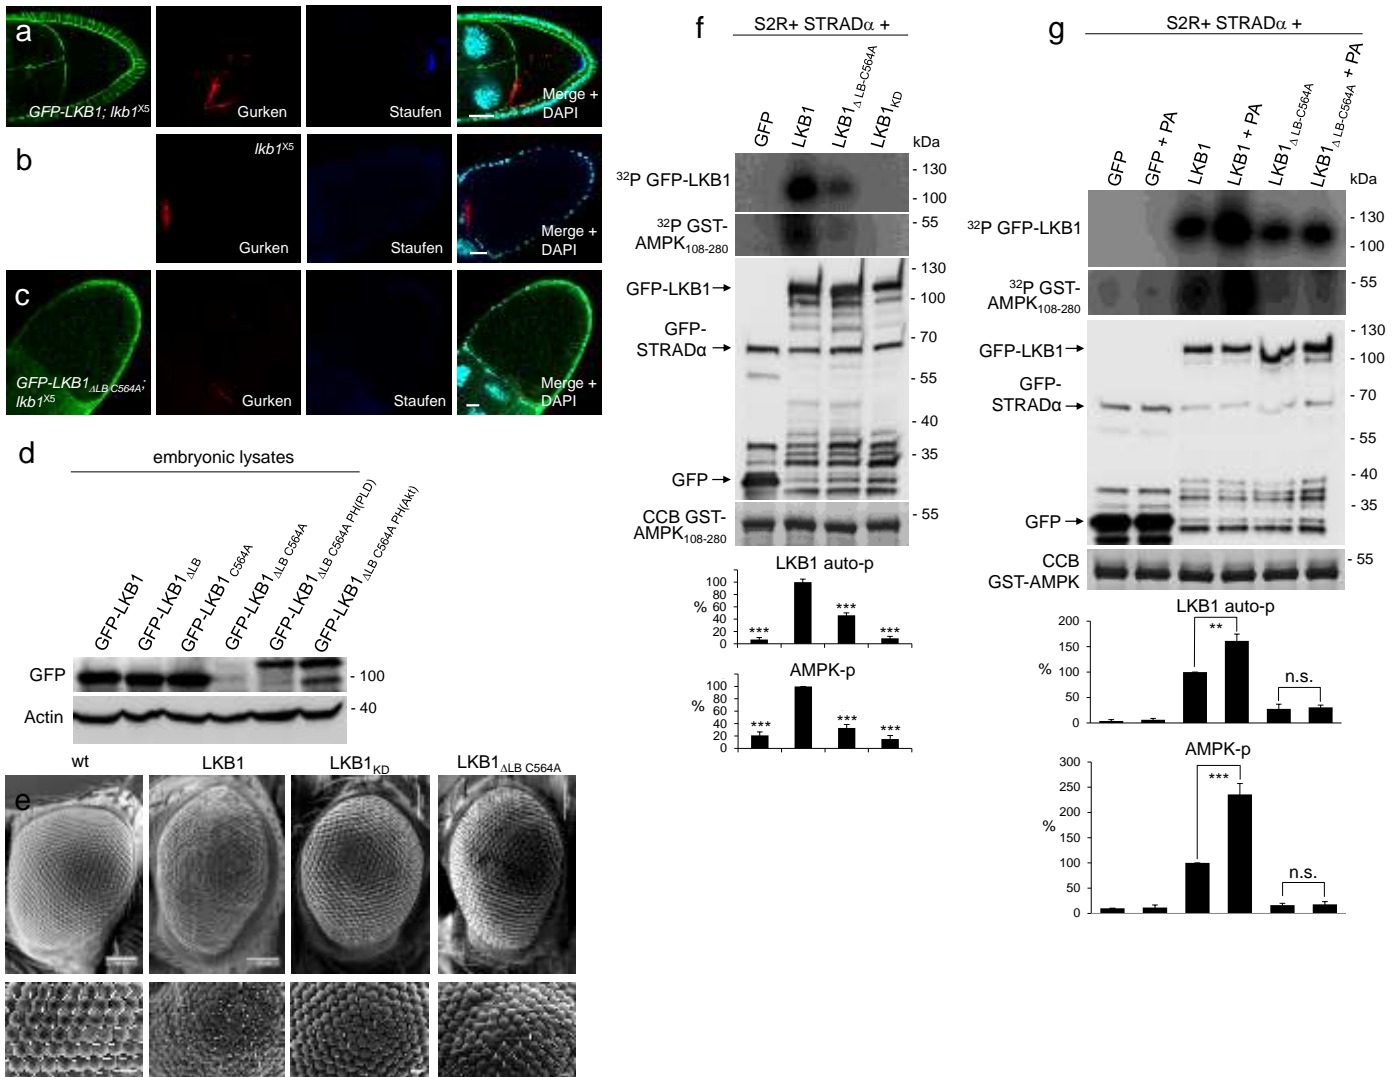 a
GFP-LKB1; lkb1X5
Gurken
Staufen
Merge +
DAPI
b
lkb1X5
Gurken
Staufen
Merge +
DAPI
c
GFP-LKB1ΔLB C564A;
lkb1X5
Gurken
Staufen
Merge +
DAPI
d
embryonic lysates
GFP-LKB1
GFP-LKB1ΔLB
GFP-LKB1C564A
GFP-LKB1ΔLB C564A
GFP-LKB1ΔLB C564A PH(PLD)
GFP-LKB1ΔLB C564A PH(Akt)
GFP
- 100
Actin
- 40
e
wt
LKB1
LKB1KD
LKB1ΔLB C564A
f
S2R+ STRADα +
GFP
LKB1
LKB1Δ LB-C564A
LKB1KD
kDa
32P GFP-LKB1
- 130
- 100
32P GST-
AMPK108-280
- 55
GFP-LKB1
- 130
- 100
GFP-
STRADα
- 70
- 55
- 40
- 35
GFP
CCB GST-
AMPK108-280
- 55
LKB1 auto-p
%
100
80
60
40
20
0
***
***
***
AMPK-p
%
100
80
60
40
20
0
***
***
***
g
S2R+ STRADα +
GFP
GFP + PA
LKB1
LKB1 + PA
LKB1Δ LB-C564A
LKB1Δ LB-C564A + PA
kDa
32P GFP-LKB1
- 130
- 100
32P GST-
AMPK108-280
- 55
GFP-LKB1
- 130
- 100
GFP-
STRADα
- 70
- 55
- 40
- 35
GFP
CCB
GST-AMPK
- 55
LKB1 auto-p
%
200
150
100
50
0
**
n.s.
AMPK-p
%
300
250
200
150
100
50
0
***
n.s.